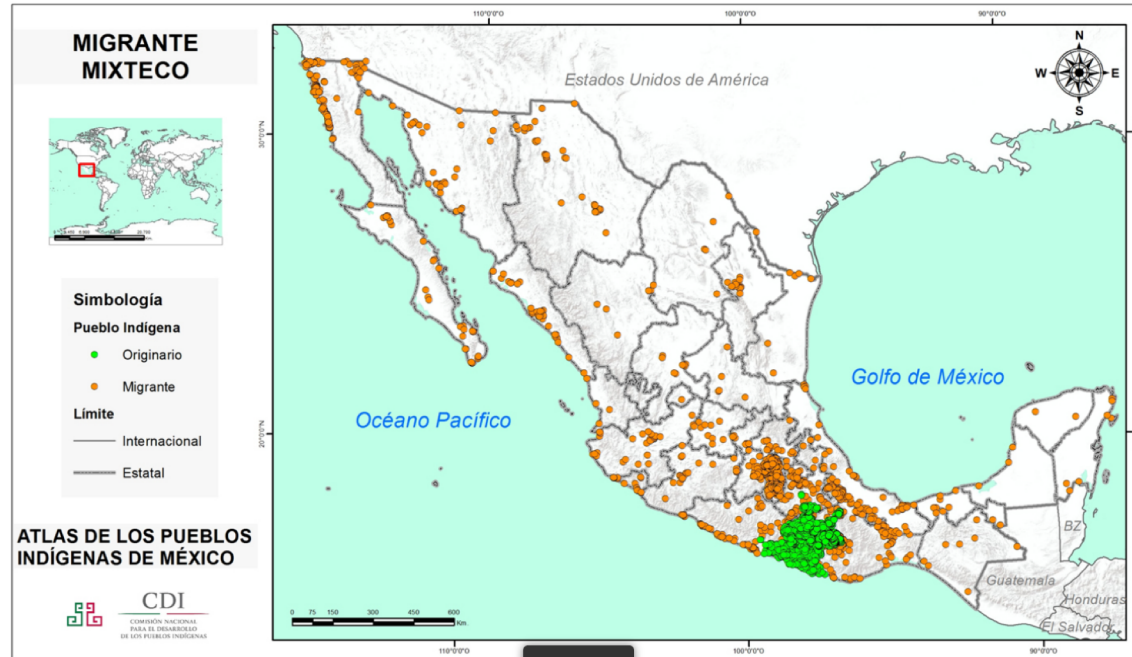 MIGRANTE
MIXTECO
Simbología
Pueblo Indígena
Originario
Migrante
Límite
Internacional
Estatal
ATLAS DE LOS PUEBLOS
INDÍGENAS DE MÉXICO
CDI
COMISIÓN NACIONAL
PARA EL DESARROLLO
DE LOS PUEBLOS INDÍGENAS
110°0'0"O
100°0'0"O
90°0'0"O
30°0'0"N
20°0'0"N
Estados Unidos de América
N
W
E
S
Golfo de México
Océano Pacífico
BZ
Guatemala
Honduras
El Salvador
0 75 150 300 450 600
Km.
110°0'0"O
100°0'0"O
90°0'0"O